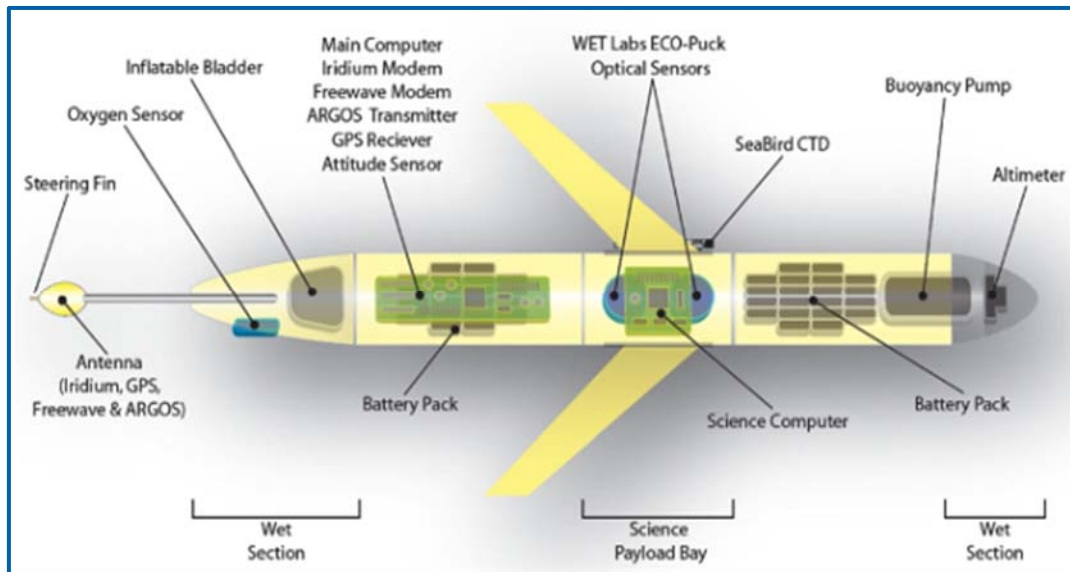 Main Computer
Iridium Modem
Freewave Modem
ARGOS Transmitter
GPS Reciever
Attitude Sensor
Inflatable Bladder
Oxygen Sensor
Steering Fin
WET Labs ECO-Puck
Optical Sensors
SeaBird CTD
Buoyancy Pump
Altimeter
Antenna
(Iridium, GPS,
Freewave & ARGOS)
Battery Pack
Science Computer
Battery Pack
Wet
Section
Science
Payload Bay
Wet
Section